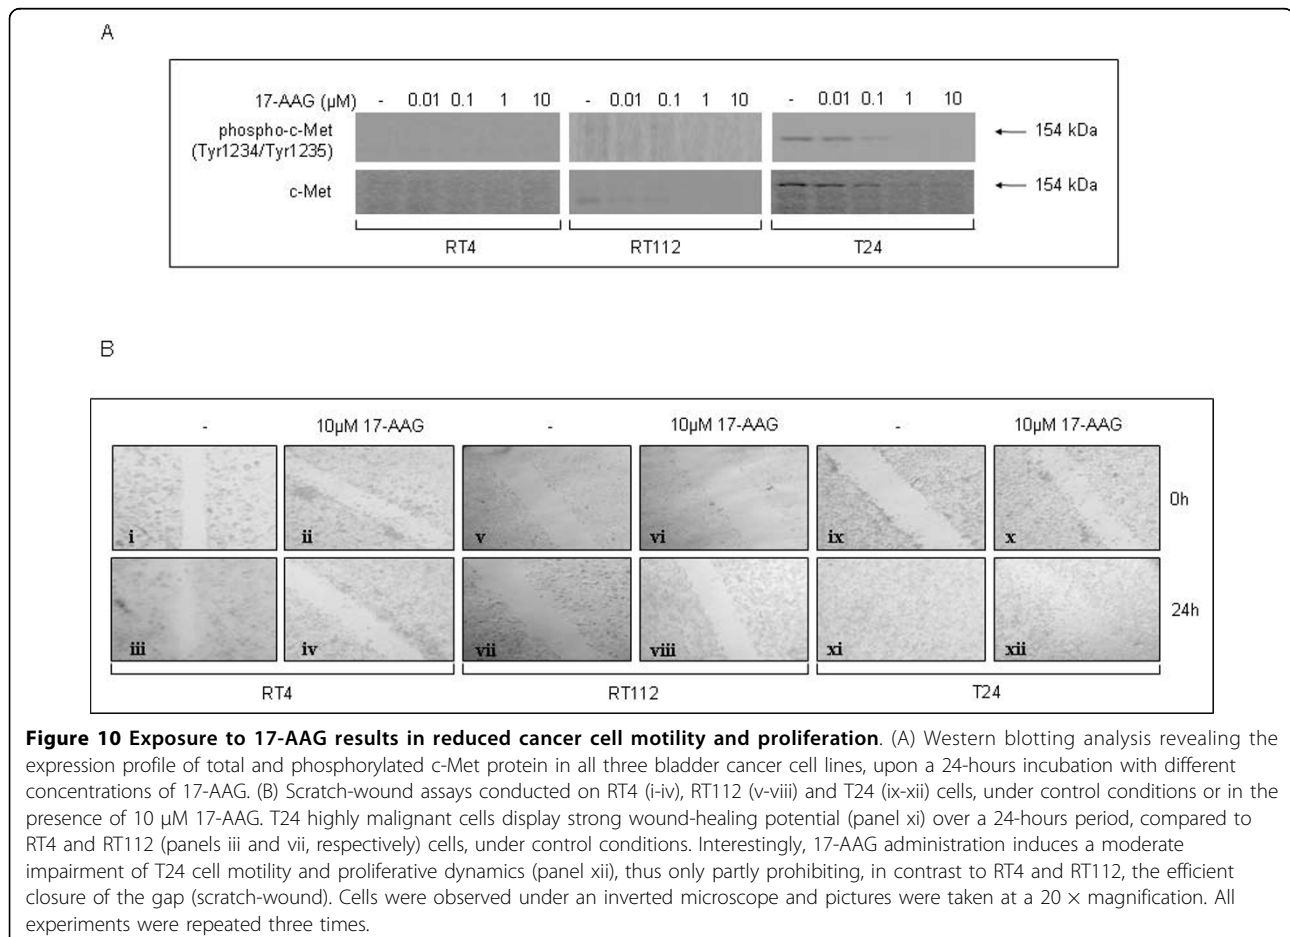 A
17-AAG (μM) - 0.01 0.1 1 10 - 0.01 0.1 1 10 - 0.01 0.1 1 10
phospho-c-Met
(Tyr1234/Tyr1235)
154 kDa
c-Met
154 kDa
RT4 RT112 T24
B
- 10μM 17-AAG - 10μM 17-AAG - 10μM 17-AAG
i ii v vi ix x
0h
iii iv vii viii xi xii
24h
RT4 RT112 T24
Figure 10 Exposure to 17-AAG results in reduced cancer cell motility and proliferation. (A) Western blotting analysis revealing the
expression profile of total and phosphorylated c-Met protein in all three bladder cancer cell lines, upon a 24-hours incubation with different
concentrations of 17-AAG. (B) Scratch-wound assays conducted on RT4 (i-iv), RT112 (v-viii) and T24 (ix-xii) cells, under control conditions or in the
presence of 10 μM 17-AAG. T24 highly malignant cells display strong wound-healing potential (panel xi) over a 24-hours period, compared to
RT4 and RT112 (panels iii and vii, respectively) cells, under control conditions. Interestingly, 17-AAG administration induces a moderate
impairment of T24 cell motility and proliferative dynamics (panel xii), thus only partly prohibiting, in contrast to RT4 and RT112, the efficient
closure of the gap (scratch-wound). Cells were observed under an inverted microscope and pictures were taken at a 20 × magnification. All
experiments were repeated three times.